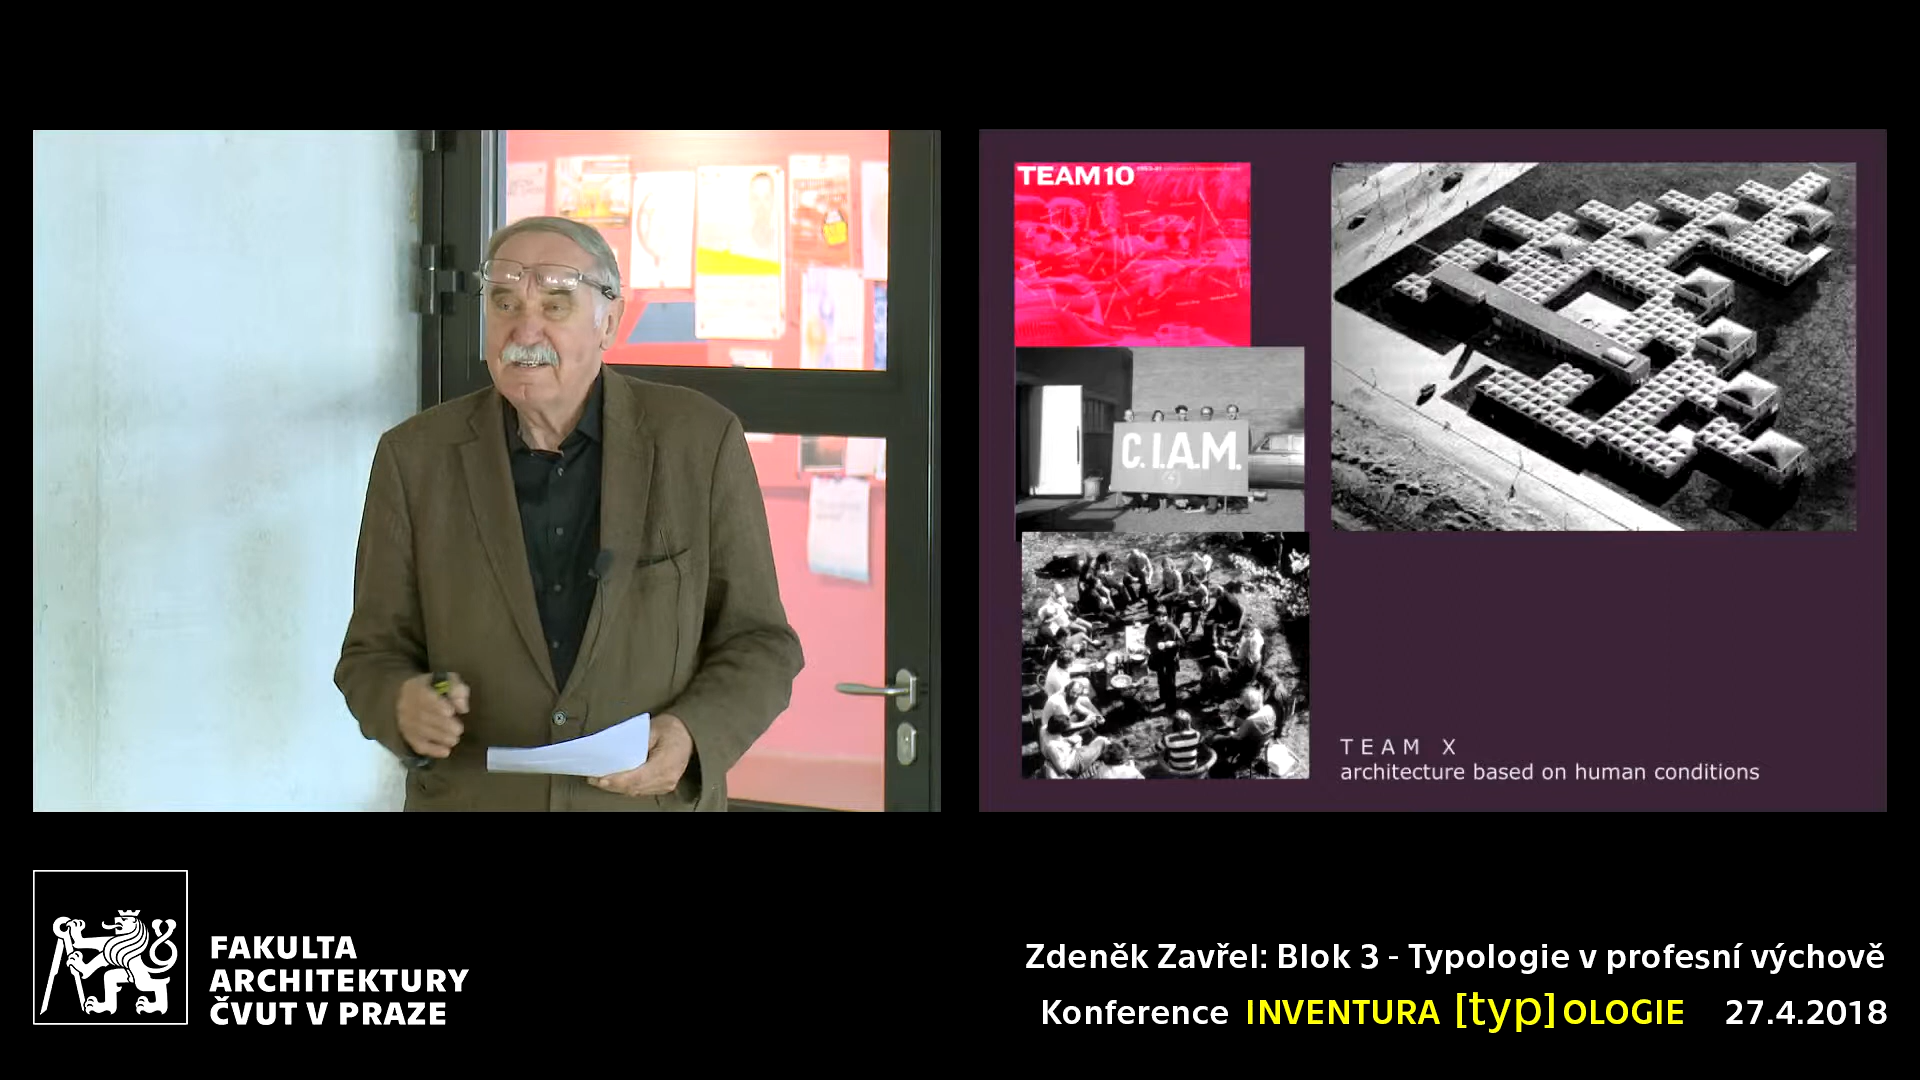 TEAM 10
C.I.A.M.
TEAM X
architecture based on human conditions
FAKULTA
ARCHITEKTURY
ČVUT V PRAZE
Zdeněk Zavřel: Blok 3 - Typologie v profesní výchově
Konference INVENTURA [typ]OLOGIE 27.4.2018